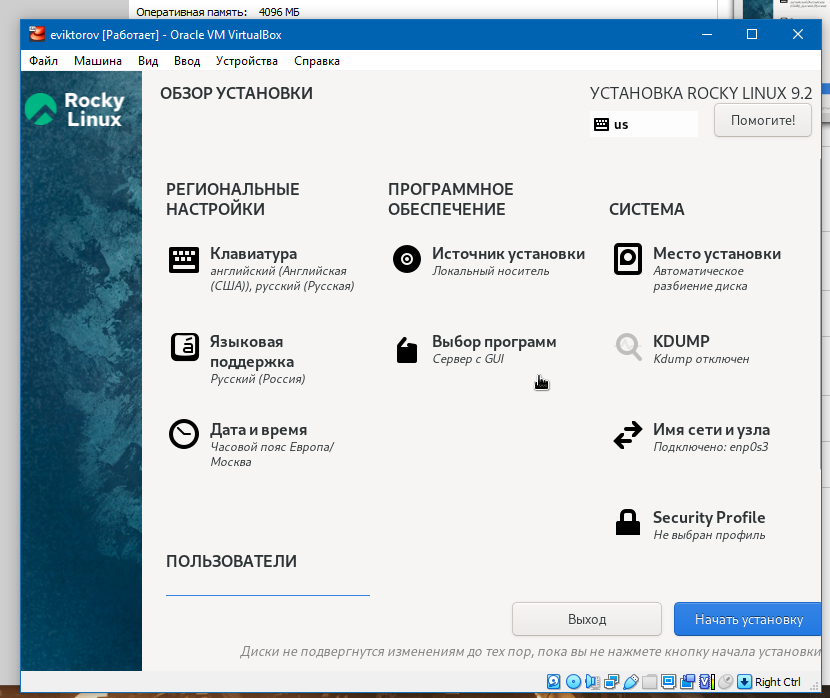 Оперативная память: 4096 МБ
eviktorov [Работает] - Oracle VM VirtualBox
Файл Машина Вид Ввод Устройства Справка
Rocky
Linux
ОБЗОР УСТАНОВКИ
УСТАНОВКА ROCKY LINUX 9.2
us
Помогите!
РЕГИОНАЛЬНЫЕ
НАСТРОЙКИ
Клавиатура
английский (Английская
(США)), русский (Русская)
Языковая
поддержка
Русский (Россия)
Дата и время
Часовой пояс Европа/
Москва
ПРОГРАММНОЕ
ОБЕСПЕЧЕНИЕ
Источник установки
Локальный носитель
Выбор программ
Сервер с GUI
СИСТЕМА
Место установки
Автоматическое
разбиение диска
KDUMP
Kdump отключен
Имя сети и узла
Подключено: enp0s3
Security Profile
Не выбран профиль
ПОЛЬЗОВАТЕЛИ
Выход
Начать установку
Диски не подвергнутся изменениям до тех пор, пока вы не нажмете кнопку начала установки
Right Ctrl